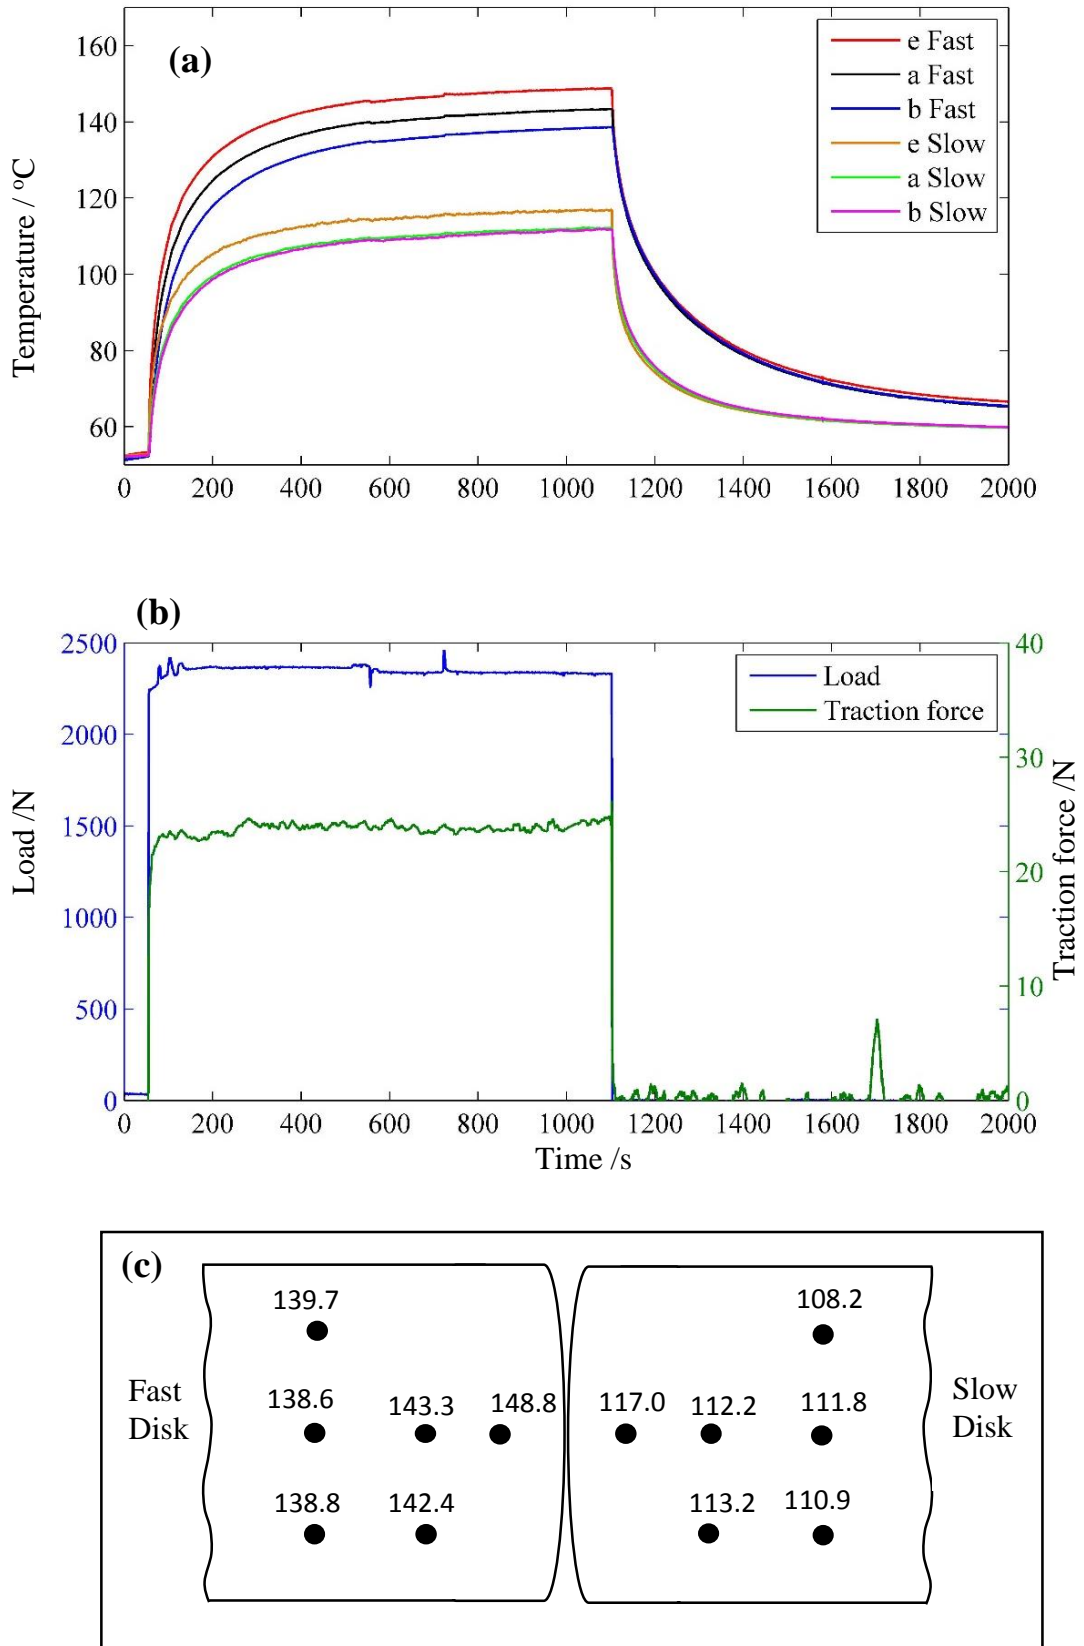 (a)
160
140
120
100
80
60
Temperature / °C
e Fast
a Fast
b Fast
e Slow
a Slow
b Slow
0 200 400 600 800 1000 1200 1400 1600 1800 2000
(b)
2500
2000
1500
1000
500
0
Load /N
40
30
20
10
0
Traction force /N
Load
Traction force
0 200 400 600 800 1000 1200 1400 1600 1800 2000
Time /s
(c)
139.7 108.2
Fast
Disk
138.6 143.3 148.8 117.0 112.2 111.8
Slow
Disk
138.8 142.4 113.2 110.9